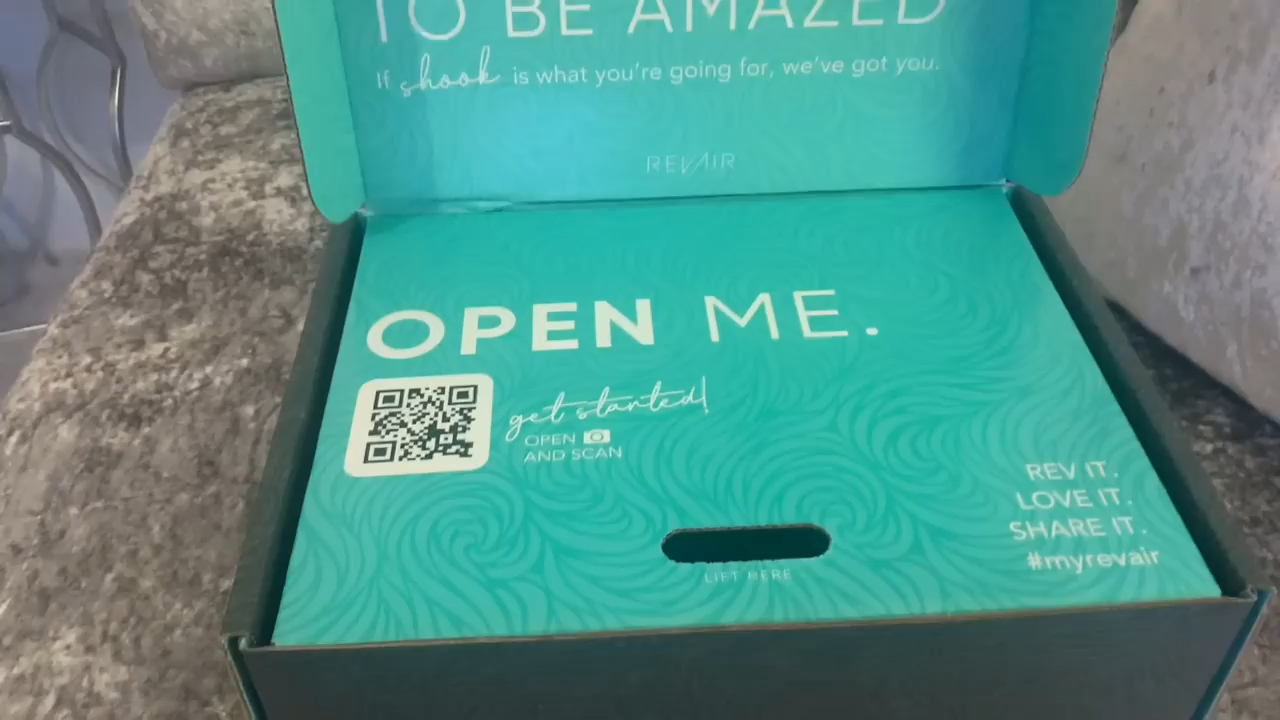 TO BE AMAZED
If shook is what you're going for, we've got you.
REVAIR
OPEN ME.
get started!
OPEN
AND SCAN
LIFT HERE
REV IT.
LOVE IT.
SHARE IT.
#myrevair